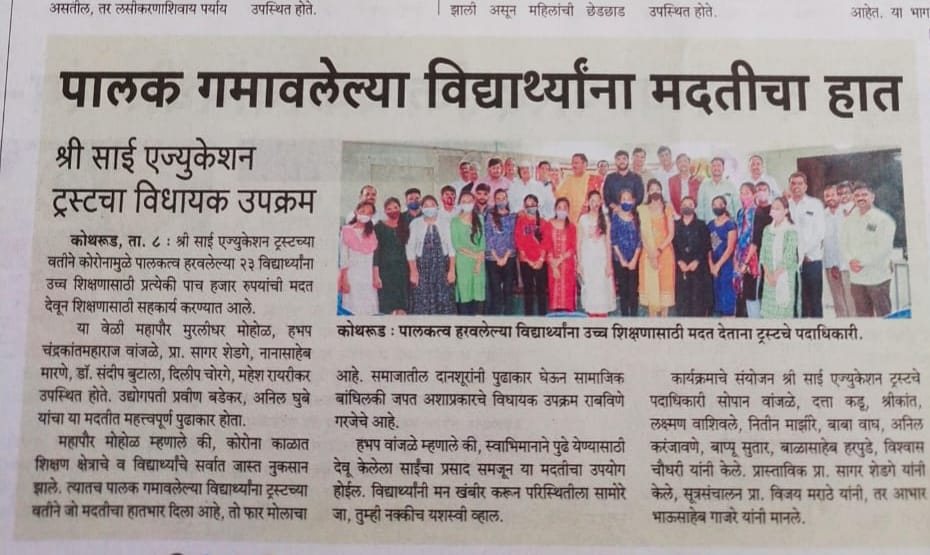 असतील, तर लसीकरणाशिवाय पर्याय
उपस्थित होते.
झाली असून महिलांची छेडछाड
उपस्थित होते.
आहेत. या भाग
पालक गमावलेल्या विद्यार्थ्यांना मदतीचा हात
श्री साई एज्युकेशन
ट्रस्टचा विधायक उपक्रम
कोथरूड, ता. ८ : श्री साई एज्युकेशन ट्रस्टच्या
वतीने कोरोनामुळे पालकत्व हरवलेल्या २३ विद्यार्थ्यांना
उच्च शिक्षणासाठी प्रत्येकी पाच हजार रुपयांची मदत
देवून शिक्षणासाठी सहकार्य करण्यात आले.
या वेळी महापौर मुरलीधर मोहोळ, हभप
चंद्रकांतमहाराज वांजळे, प्रा. सागर शेडगे, नानासाहेब
मारणे, डॉ. संदीप बुटाला, दिलीप चोरगे, महेश रायरीकर
उपस्थित होते. उद्योगपती प्रवीण बडेकर, अनिल घुबे
यांचा या मदतीत महत्त्वपूर्ण पुढाकार होता.
महापौर मोहोळ म्हणाले की, कोरोना काळात
शिक्षण क्षेत्राचे व विद्यार्थ्यांचे सर्वात जास्त नुकसान
झाले. त्यातच पालक गमावलेल्या विद्यार्थ्यांना ट्रस्टच्या
वतीने जो मदतीचा हातभार दिला आहे, तो फार मोलाचा
कोथरूड : पालकत्व हरवलेल्या विद्यार्थ्यांना उच्च शिक्षणासाठी मदत देताना ट्रस्टचे पदाधिकारी.
आहे. समाजातील दानशूरांनी पुढाकार घेऊन सामाजिक
बांधिलकी जपत अशाप्रकारचे विधायक उपक्रम राबविणे
गरजेचे आहे.
हभप वांजळे म्हणाले की, स्वाभिमानाने पुढे येण्यासाठी
देवू केलेला साईंचा प्रसाद समजून या मदतीचा उपयोग
होईल. विद्यार्थ्यांनी मन खंबीर करून परिस्थितीला सामोरे
जा, तुम्ही नक्कीच यशस्वी व्हाल.
कार्यक्रमाचे संयोजन श्री साई एज्युकेशन ट्रस्टचे
पदाधिकारी सोपान वांजळे, दत्ता कडू, श्रीकांत,
लक्ष्मण वाशिवले, नितीन माझीरे, बाबा वाघ, अनिल
करंजावणे, बाप्पू सुतार, बाळासाहेब हरपुडे, विश्वास
चौधरी यांनी केले. प्रास्ताविक प्रा. सागर शेडगे यांनी
केले, सूत्रसंचालन प्रा. विजय मराठे यांनी, तर आभार
भाऊसाहेब गाजरे यांनी मानले.